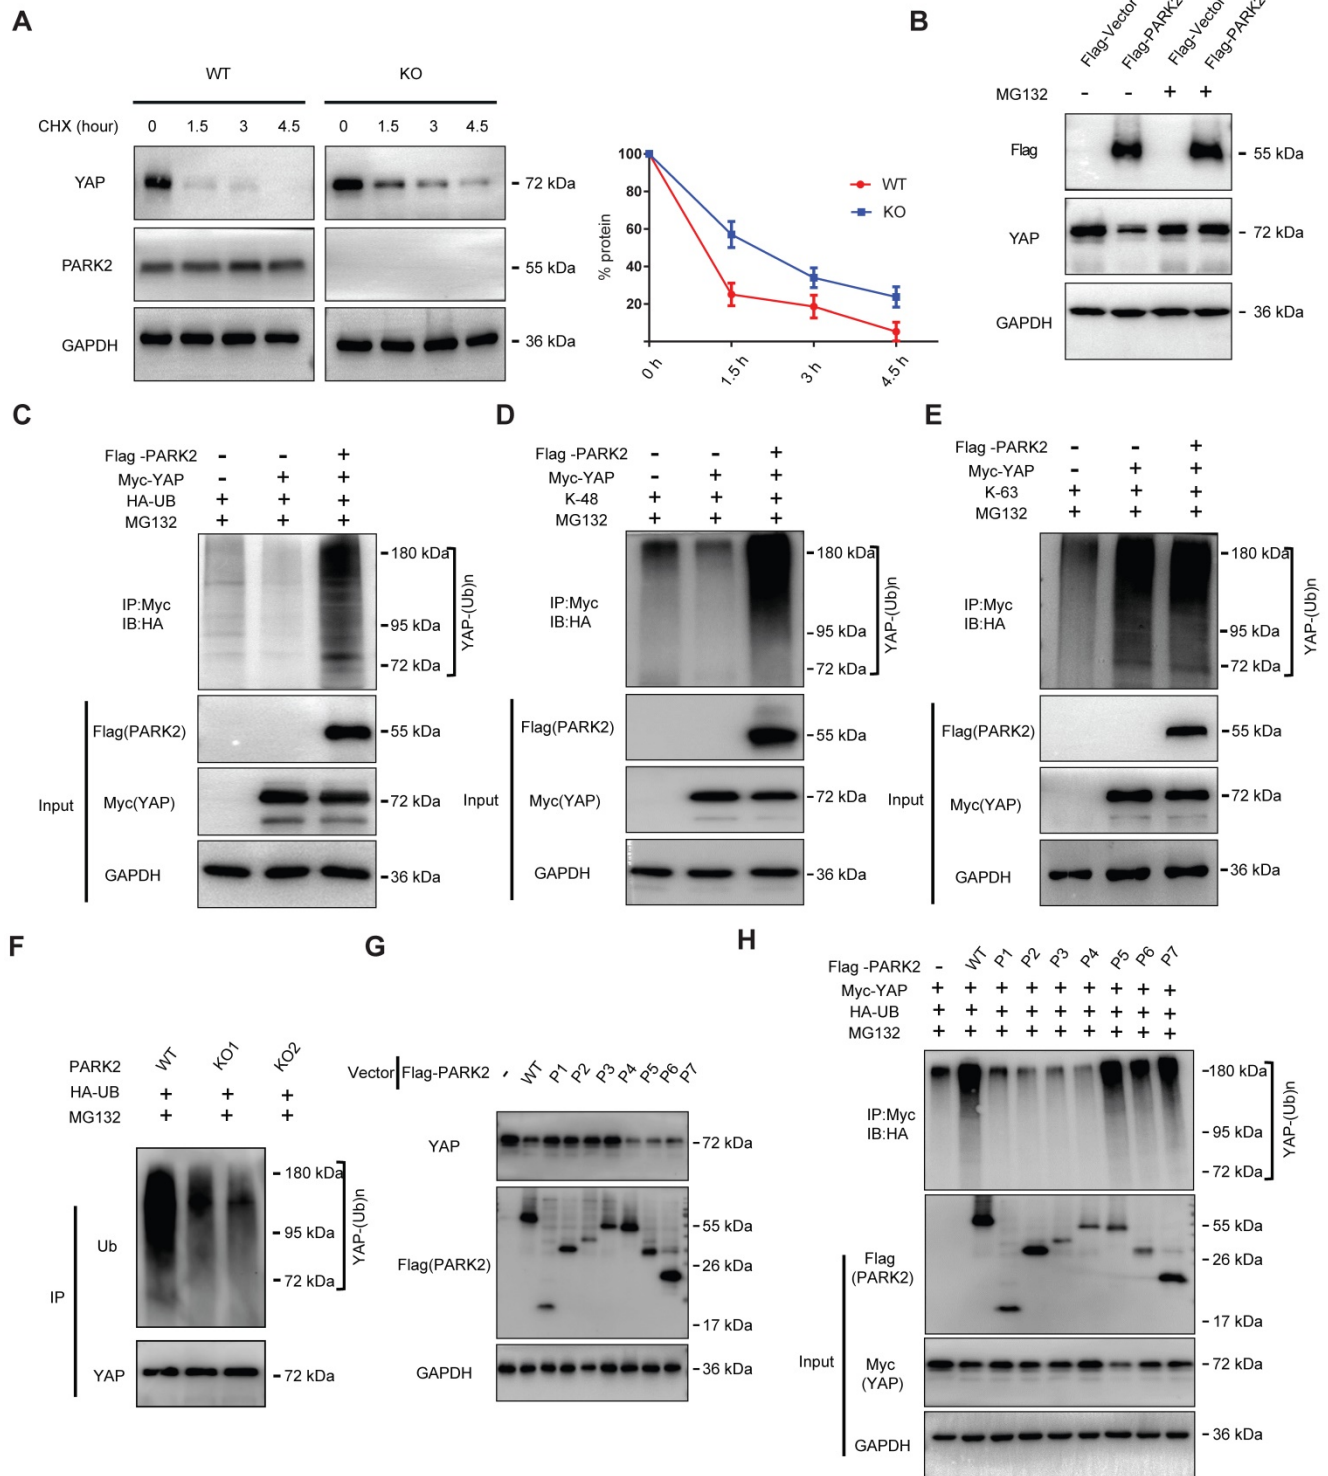 A
WT KO
CHX (hour) 0 1.5 3 4.5 0 1.5 3 4.5
YAP - 72 kDa
PARK2 - 55 kDa
GAPDH - 36 kDa
100
80
60
40
20
% protein
0 h 1.5 h 3 h 4.5 h
WT
KO
B
Flag-Vector Flag-PARK2 Flag-Vector Flag-PARK2
MG132 - - + +
Flag - 55 kDa
YAP - 72 kDa
GAPDH - 36 kDa
C
Flag -PARK2 - - +
Myc-YAP - + +
HA-UB + + +
MG132 + + +
IP:Myc
IB:HA
- 180 kDa
- 95 kDa
- 72 kDa
YAP-(Ub)n
Input
Flag(PARK2) - 55 kDa
Myc(YAP) - 72 kDa
GAPDH - 36 kDa
D
Flag -PARK2 - - +
Myc-YAP - + +
K-48 + + +
MG132 + + +
IP:Myc
IB:HA
- 180 kDa
- 95 kDa
- 72 kDa
YAP-(Ub)n
Input
Flag(PARK2) - 55 kDa
Myc(YAP) - 72 kDa
GAPDH - 36 kDa
E
Flag -PARK2 - - +
Myc-YAP - + +
K-63 + + +
MG132 + + +
IP:Myc
IB:HA
- 180 kDa
- 95 kDa
- 72 kDa
YAP-(Ub)n
Input
Flag(PARK2) - 55 kDa
Myc(YAP) - 72 kDa
GAPDH - 36 kDa
F
PARK2 WT KO1 KO2
HA-UB + + +
MG132 + + +
IP
Ub
- 180 kDa
- 95 kDa
- 72 kDa
YAP-(Ub)n
YAP - 72 kDa
G
Vector Flag-PARK2
- WT P1 P2 P3 P4 P5 P6 P7
YAP - 72 kDa
Flag(PARK2)
- 55 kDa
- 26 kDa
- 17 kDa
GAPDH - 36 kDa
H
Flag -PARK2 - WT P1 P2 P3 P4 P5 P6 P7
Myc-YAP + + + + + + + + +
HA-UB + + + + + + + + +
MG132 + + + + + + + + +
IP:Myc
IB:HA
-180 kDa
- 95 kDa
- 72 kDa
YAP-(Ub)n
Input
Flag
(PARK2)
- 55 kDa
- 26 kDa
- 17 kDa
Myc
(YAP)
- 72 kDa
GAPDH - 36 kDa